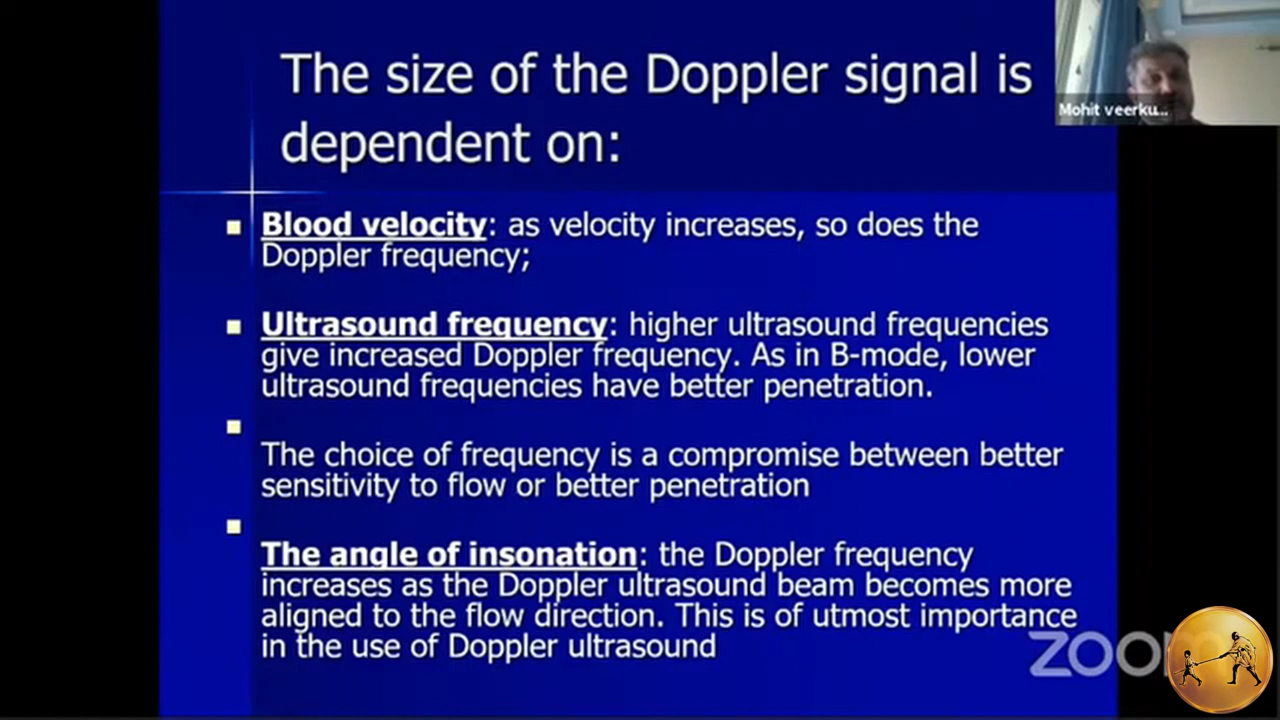 The size of the Doppler signal is
dependent on:
Mohit veerku...
Blood velocity: as velocity increases, so does the
Doppler frequency;
Ultrasound frequency: higher ultrasound frequencies
give increased Doppler frequency. As in B-mode, lower
ultrasound frequencies have better penetration.
The choice of frequency is a compromise between better
sensitivity to flow or better penetration
The angle of insonation: the Doppler frequency
increases as the Doppler ultrasound beam becomes more
aligned to the flow direction. This is of utmost importance
in the use of Doppler ultrasound
zoom